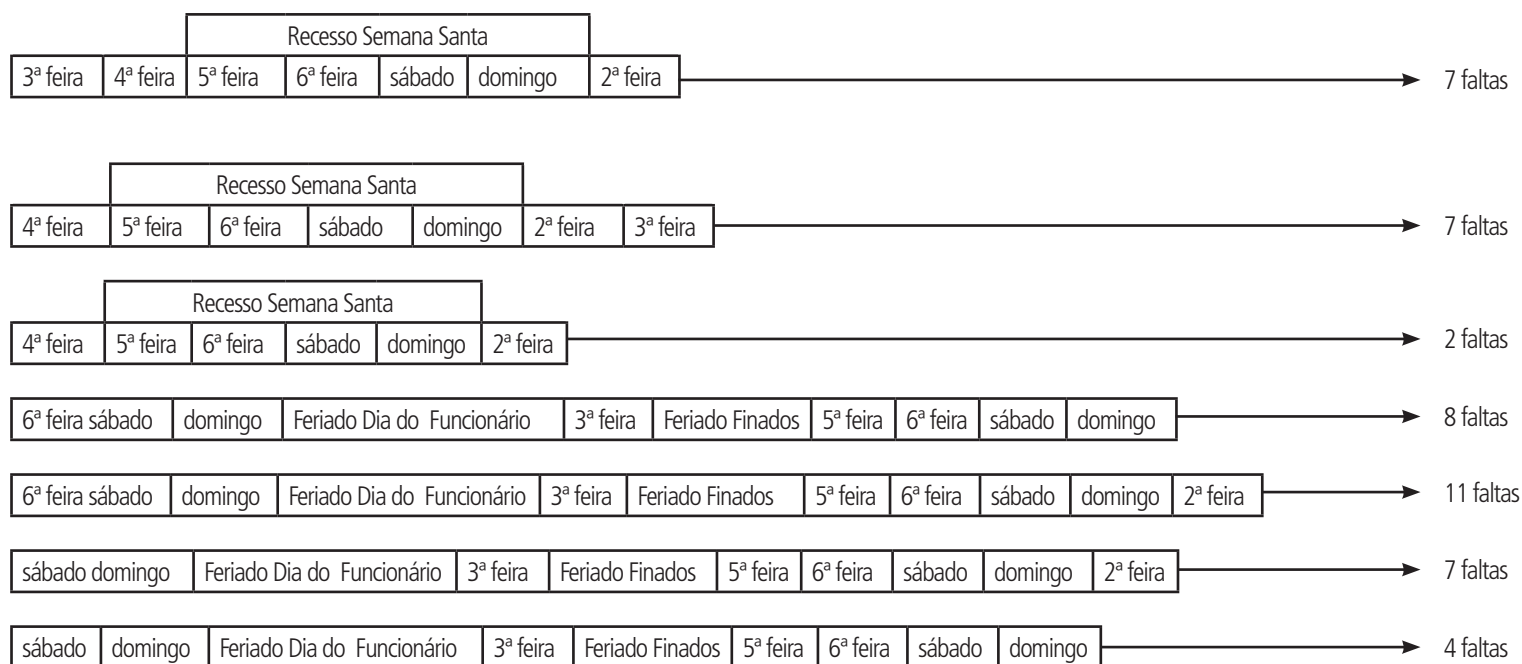 Recesso Semana Santa
3ª feira 4ª feira 5ª feira 6ª feira sábado domingo 2ª feira 7 faltas
Recesso Semana Santa
4ª feira 5ª feira 6ª feira sábado domingo 2ª feira 3ª feira 7 faltas
Recesso Semana Santa
4ª feira 5ª feira 6ª feira sábado domingo 2ª feira 2 faltas
6ª feira sábado domingo Feriado Dia do Funcionário 3ª feira Feriado Finados 5ª feira 6ª feira sábado domingo 8 faltas
6ª feira sábado domingo Feriado Dia do Funcionário 3ª feira Feriado Finados 5ª feira 6ª feira sábado domingo 2ª feira 11 faltas
sábado domingo Feriado Dia do Funcionário 3ª feira Feriado Finados 5ª feira 6ª feira sábado domingo 2ª feira 7 faltas
sábado domingo Feriado Dia do Funcionário 3ª feira Feriado Finados 5ª feira 6ª feira sábado domingo 4 faltas